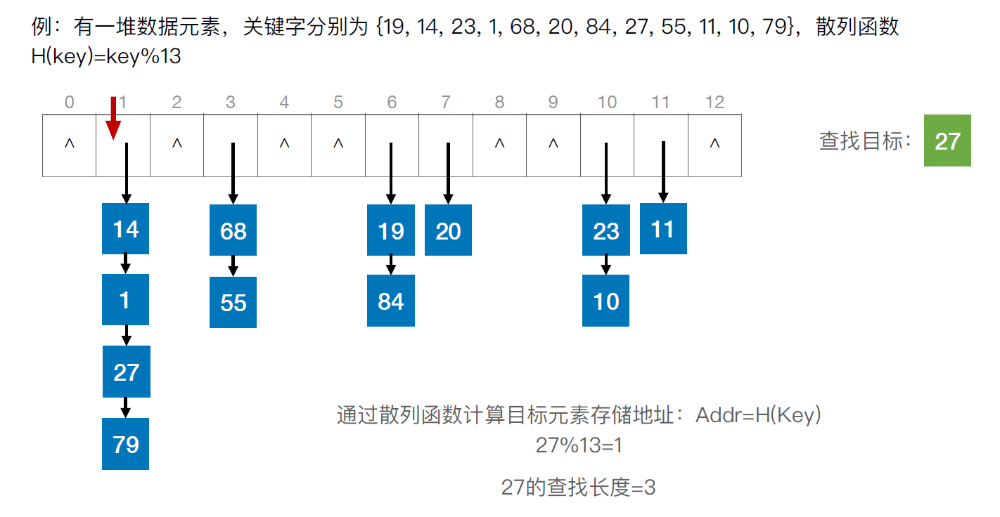 例：有一堆数据元素，关键字分别为 {19, 14, 23, 1, 68, 20, 84, 27, 55, 11, 10, 79}，散列函数
H(key)=key%13
0 1 2 3 4 5 6 7 8 9 10 11 12
^ ^ ^ ^ ^ ^ ^
查找目标： 27
14 68 19 20 23 11
1 55 84 10
27
79
通过散列函数计算目标元素存储地址：Addr=H(Key)
27%13=1
27的查找长度=3